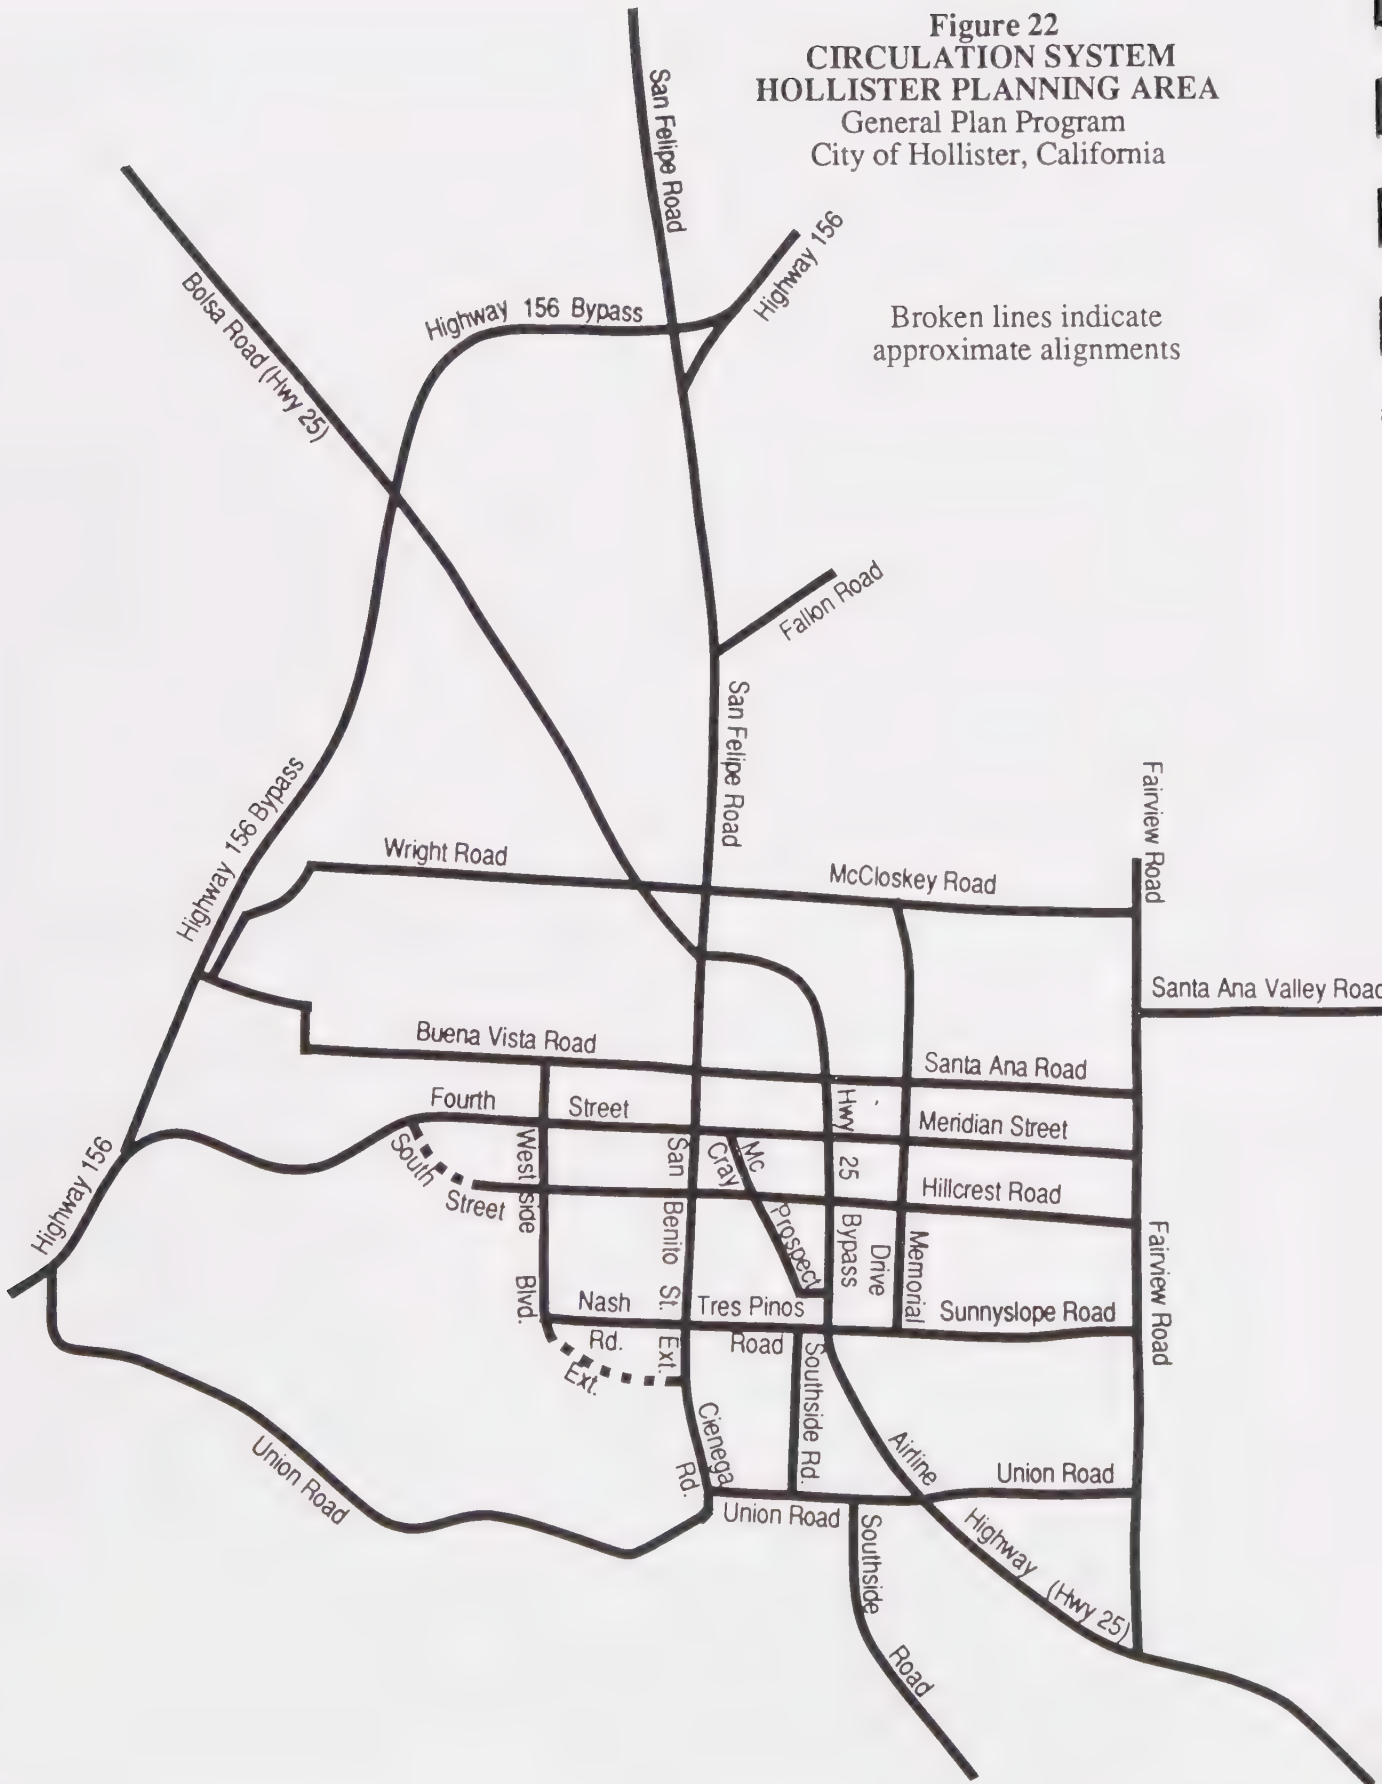 Figure 22
CIRCULATION SYSTEM
HOLLISTER PLANNING AREA
General Plan Program
City of Hollister, California
San Felipe Road
Highway 156
Bolsa Road (Hwy 25)
Highway 156 Bypass
Broken lines indicate
approximate alignments
Fallon Road
San Felipe Road
Highway 156 Bypass
Fairview Road
Wright Road
McCloskey Road
Santa Ana Valley Road
Buena Vista Road
Santa Ana Road
Fourth Street
Meridian Street
Highway 156
South Street
Hillcrest Road
Westside Blvd.
San Benito St. Ext.
Mc Cray
Prospect
Hwy 25 Bypass
Memorial
Drive
Fairview Road
Nash
Rd.
Ext.
Tres Pinos
Road
Sunnyslope Road
Southside Rd.
Cienega
Rd.
Airline Highway (Hwy 25)
Union Road
Union Road
Union Road
Southside Road